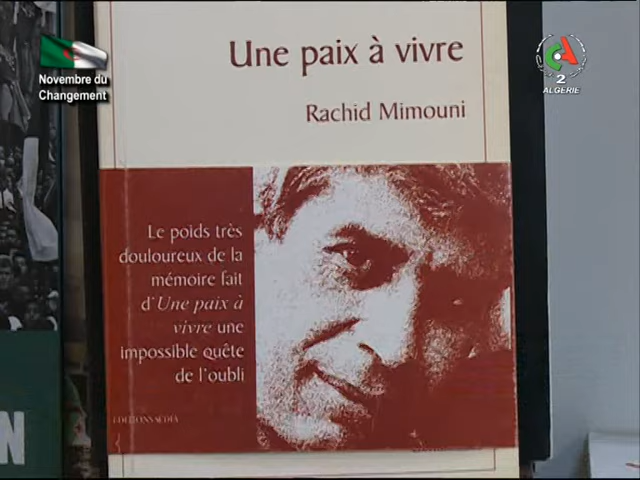 Novembre du
Changement
2
ALGERIE
Une paix à vivre
Rachid Mimouni
Le poids très
douloureux de la
mémoire fait
d'Une paix à
vivre une
impossible quête
de l'oubli
EDITIONS SEDIA
N